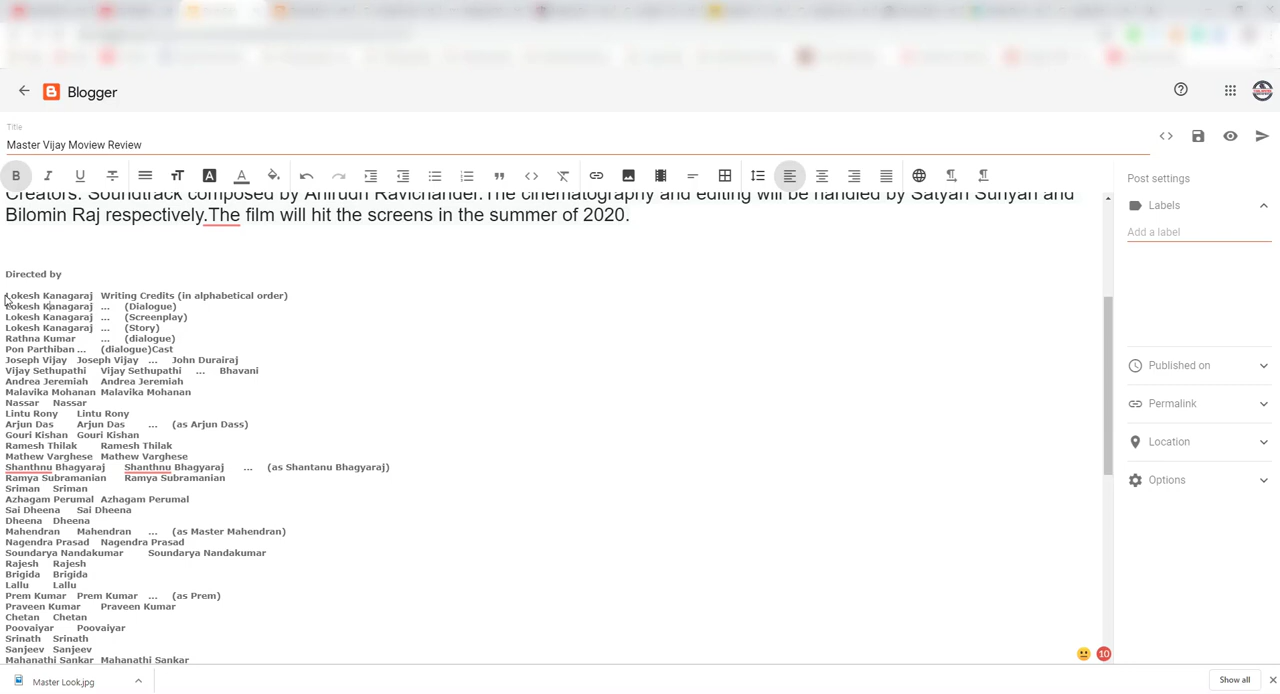 Blogger
Title
Master Vijay Moview Review
Creators. Soundtrack composed by Anirudh Ravichander.The cinematography and editing will be handled by Satyan Suriyan and
Bilomin Raj respectively.The film will hit the screens in the summer of 2020.
Directed by
Lokesh Kanagaraj Writing Credits (in alphabetical order)
Lokesh Kanagaraj ... (Dialogue)
Lokesh Kanagaraj ... (Screenplay)
Lokesh Kanagaraj ... (Story)
Rathna Kumar ... (dialogue)
Pon Parthiban ... (dialogue)Cast
Joseph Vijay Joseph Vijay ... John Durairaj
Vijay Sethupathi Vijay Sethupathi ... Bhavani
Andrea Jeremiah Andrea Jeremiah
Malavika Mohanan Malavika Mohanan
Nassar Nassar
Lintu Rony Lintu Rony
Arjun Das Arjun Das ... (as Arjun Dass)
Gouri Kishan Gouri Kishan
Ramesh Thilak Ramesh Thilak
Mathew Varghese Mathew Varghese
Shanthnu Bhagyaraj Shanthnu Bhagyaraj ... (as Shantanu Bhagyaraj)
Ramya Subramanian Ramya Subramanian
Sriman Sriman
Azhagam Perumal Azhagam Perumal
Sai Dheena Sai Dheena
Dheena Dheena
Mahendran Mahendran ... (as Master Mahendran)
Nagendra Prasad Nagendra Prasad
Soundarya Nandakumar Soundarya Nandakumar
Rajesh Rajesh
Brigida Brigida
Lallu Lallu
Prem Kumar Prem Kumar ... (as Prem)
Praveen Kumar Praveen Kumar
Chetan Chetan
Poovaiyar Poovaiyar
Srinath Srinath
Sanjeev Sanjeev
Mahanathi Sankar Mahanathi Sankar
Post settings
Labels
Add a label
Published on
Permalink
Location
Options
10
Master Look.jpg
Show all